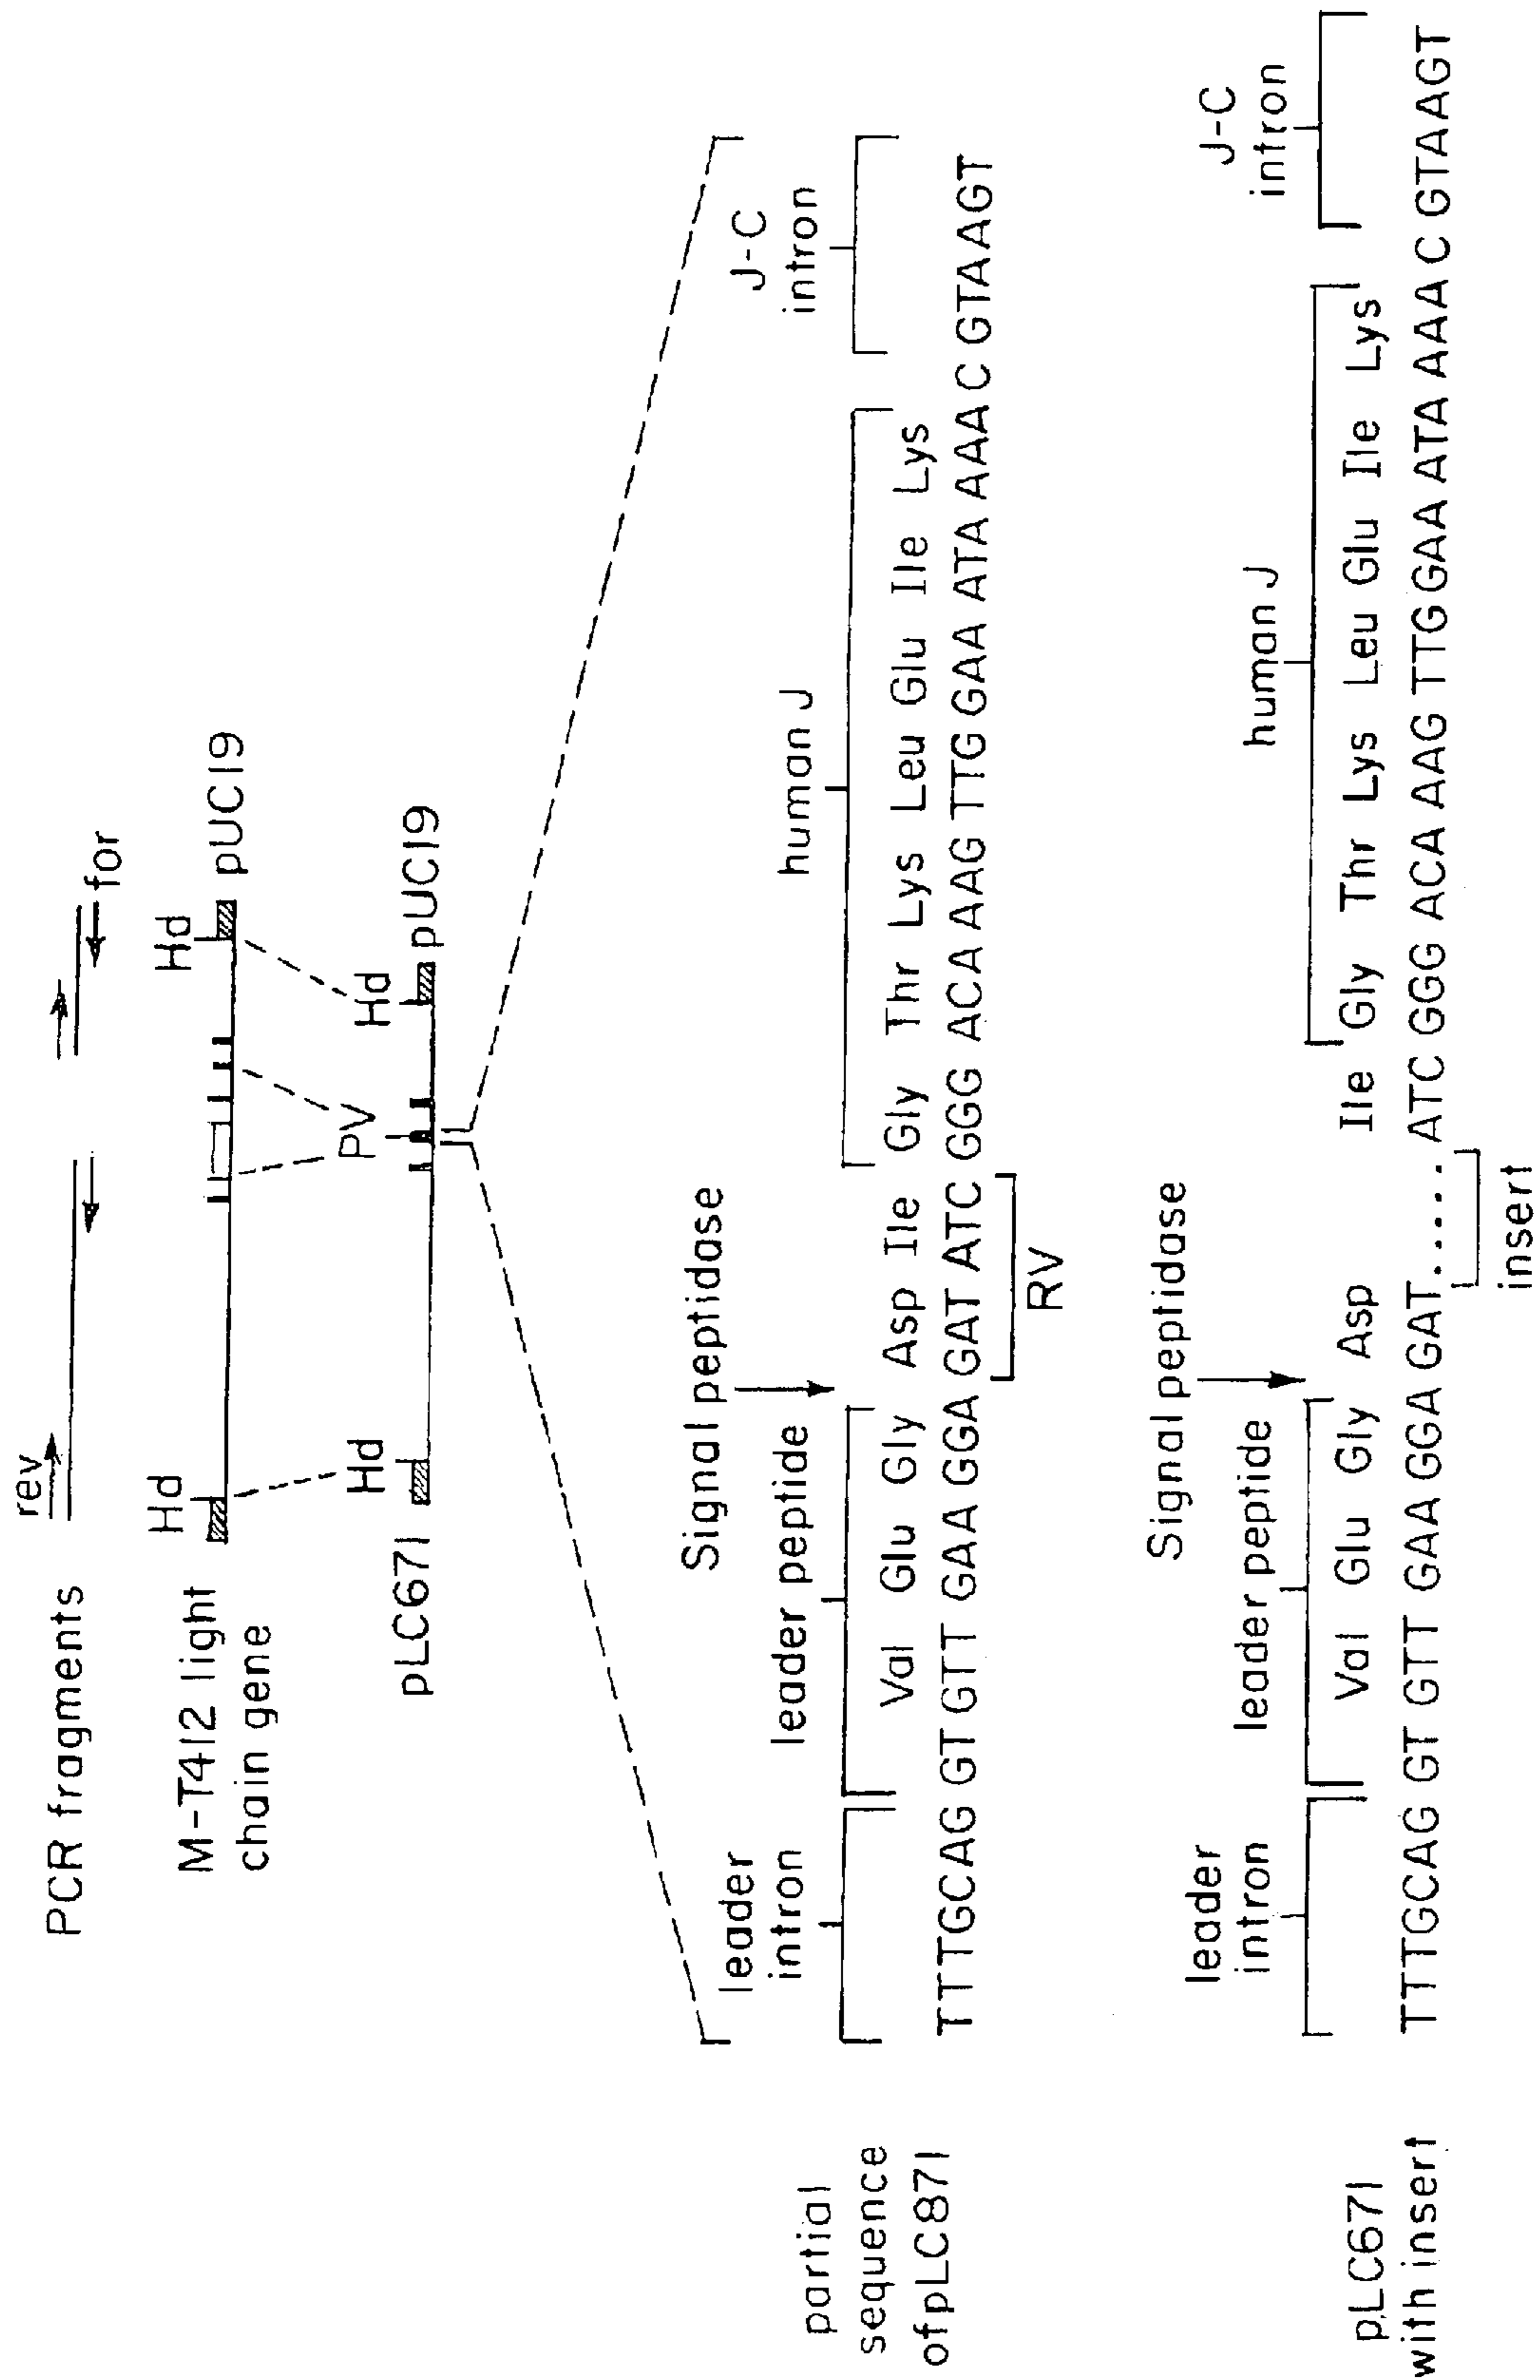 PCR fragments
rev
for
M-T412 light
chain gene
Hd
Hd
pUC19
pLC671
Hd
PV
Hd
pUC19
Signal peptidase
leader
intron
leader peptide
human J
J-C
intron
Val Glu Gly Asp Ile Gly Thr Lys Leu Glu Ile Lys
TTTGCAG GT GTT GAA GGA GAT ATC GGG ACA AAG TTG GAA ATA AAA C GTAAGT
RV
partial
sequence
of pLC871
Signal peptidase
leader
intron
leader peptide
human J
J-C
intron
Val Glu Gly Asp Ile Gly Thr Lys Leu Glu Ile Lys
TTTGCAG GT GTT GAA GGA GAT...... ATC GGG ACA AAG TTG GAA ATA AAA C GTAAGT
insert
pLC671
with insert